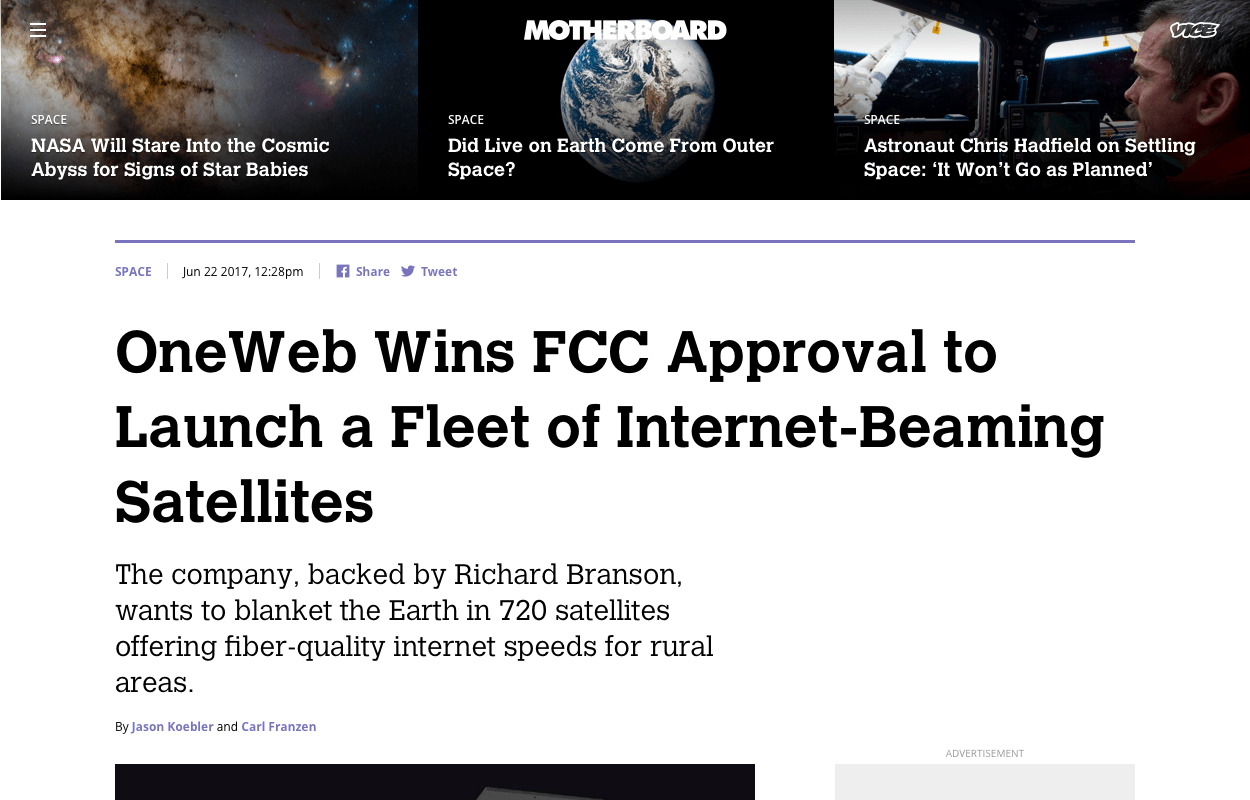 MOTHERBOARD
VICE
SPACE
NASA Will Stare Into the Cosmic
Abyss for Signs of Star Babies
SPACE
Did Live on Earth Come From Outer
Space?
SPACE
Astronaut Chris Hadfield on Settling
Space: ‘It Won’t Go as Planned’
SPACE Jun 22 2017, 12:28pm Share Tweet
OneWeb Wins FCC Approval to
Launch a Fleet of Internet-Beaming
Satellites
The company, backed by Richard Branson,
wants to blanket the Earth in 720 satellites
offering fiber-quality internet speeds for rural
areas.
By Jason Koebler and Carl Franzen
ADVERTISEMENT